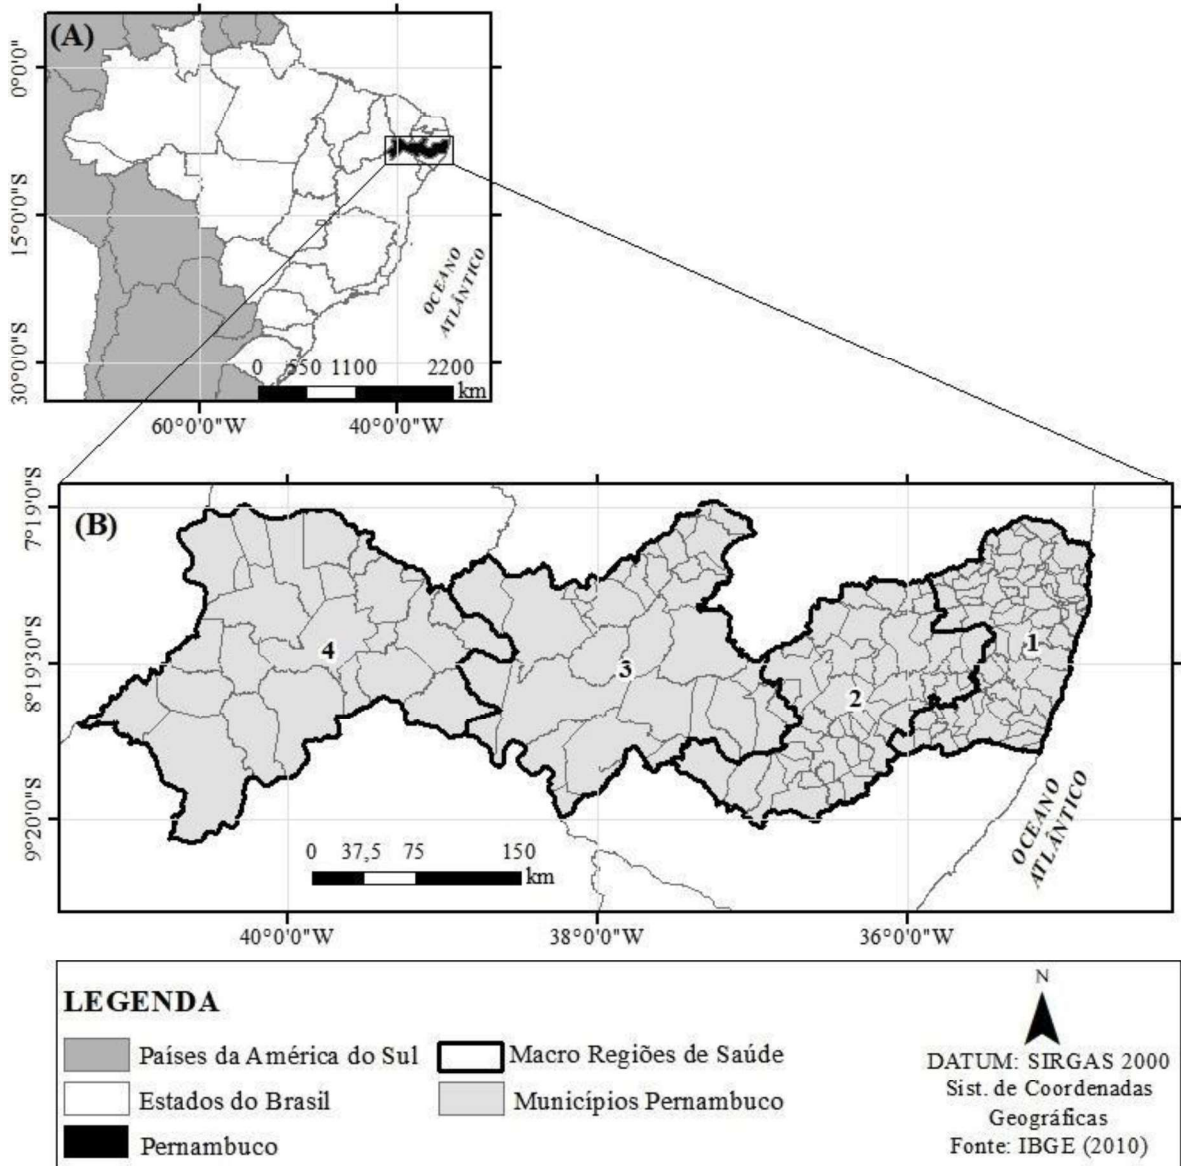 (A)
0°0'0"
15°0'0"S
30°0'0"S
OCEANO
ATLÂNTICO
0 550 1100 2200
km
60°0'0"W 40°0'0"W
(B)
7°19'0"S
8°19'30"S
9°20'0"S
4
3
2
1
OCEANO
ATLÂNTICO
0 37,5 75 150
km
40°0'0"W 38°0'0"W 36°0'0"W
LEGENDA
Países da América do Sul
Estados do Brasil
Pernambuco
Macro Regiões de Saúde
Municípios Pernambuco
N
DATUM: SIRGAS 2000
Sist. de Coordenadas
Geográficas
Fonte: IBGE (2010)